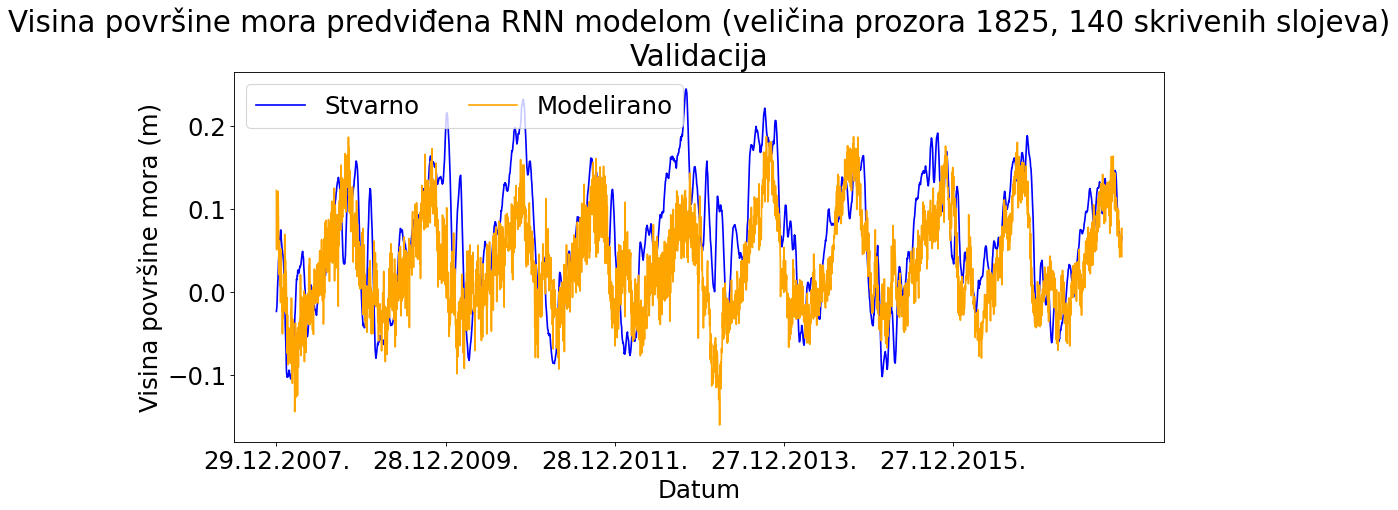 Visina površine mora predviđena RNN modelom (veličina prozora 1825, 140 skrivenih slojeva)
Validacija
Stvarno Modelirano
Visina površine mora (m)
0.2
0.1
0.0
−0.1
29.12.2007. 28.12.2009. 28.12.2011. 27.12.2013. 27.12.2015.
Datum